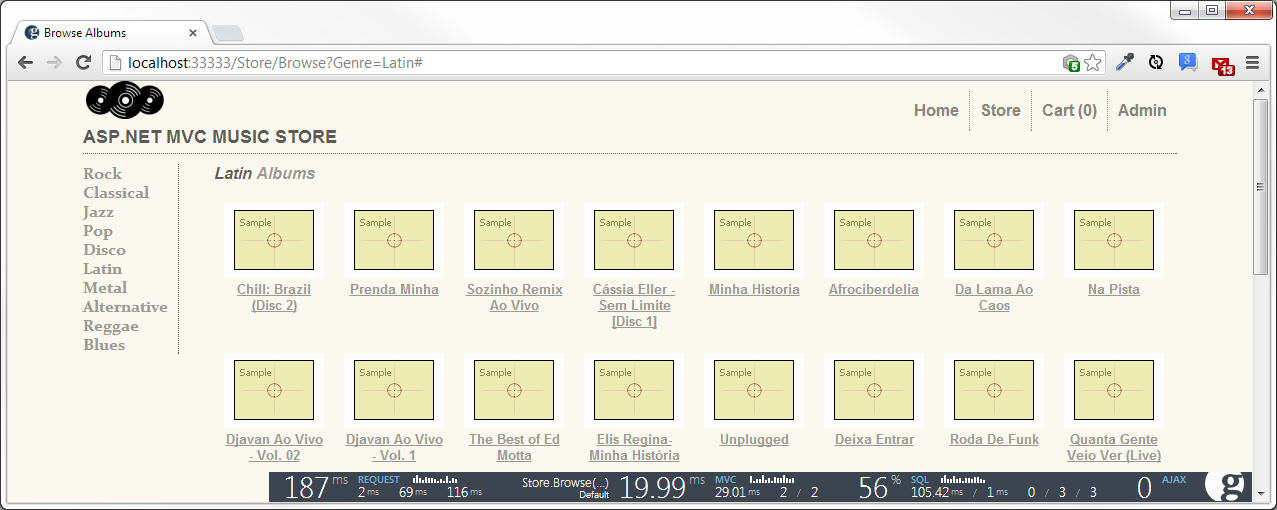 Browse Albums
localhost:33333/Store/Browse?Genre=Latin#
5
g
13
Home Store Cart (0) Admin
ASP.NET MVC MUSIC STORE
Rock
Classical
Jazz
Pop
Disco
Latin
Metal
Alternative
Reggae
Blues
Latin Albums
Sample Sample Sample Sample Sample Sample Sample Sample
Chill: Brazil (Disc 2)
Prenda Minha
Sozinho Remix Ao Vivo
Cássia Eller - Sem Limite [Disc 1]
Minha Historia
Afrociberdelia
Da Lama Ao Caos
Na Pista
Sample Sample Sample Sample Sample Sample Sample Sample
Djavan Ao Vivo - Vol. 02
Djavan Ao Vivo - Vol. 1
The Best of Ed Motta
Elis Regina-Minha História
Unplugged
Deixa Entrar
Roda De Funk
Quanta Gente Veio Ver (Live)
187 ms REQUEST 2 ms 69 ms 116 ms
Store.Browse(...) Default 19.99 ms MVC 29.01 ms 2 / 2
56 % SQL 105.42 ms / 1 ms 0 / 3 / 3
0 AJAX
g